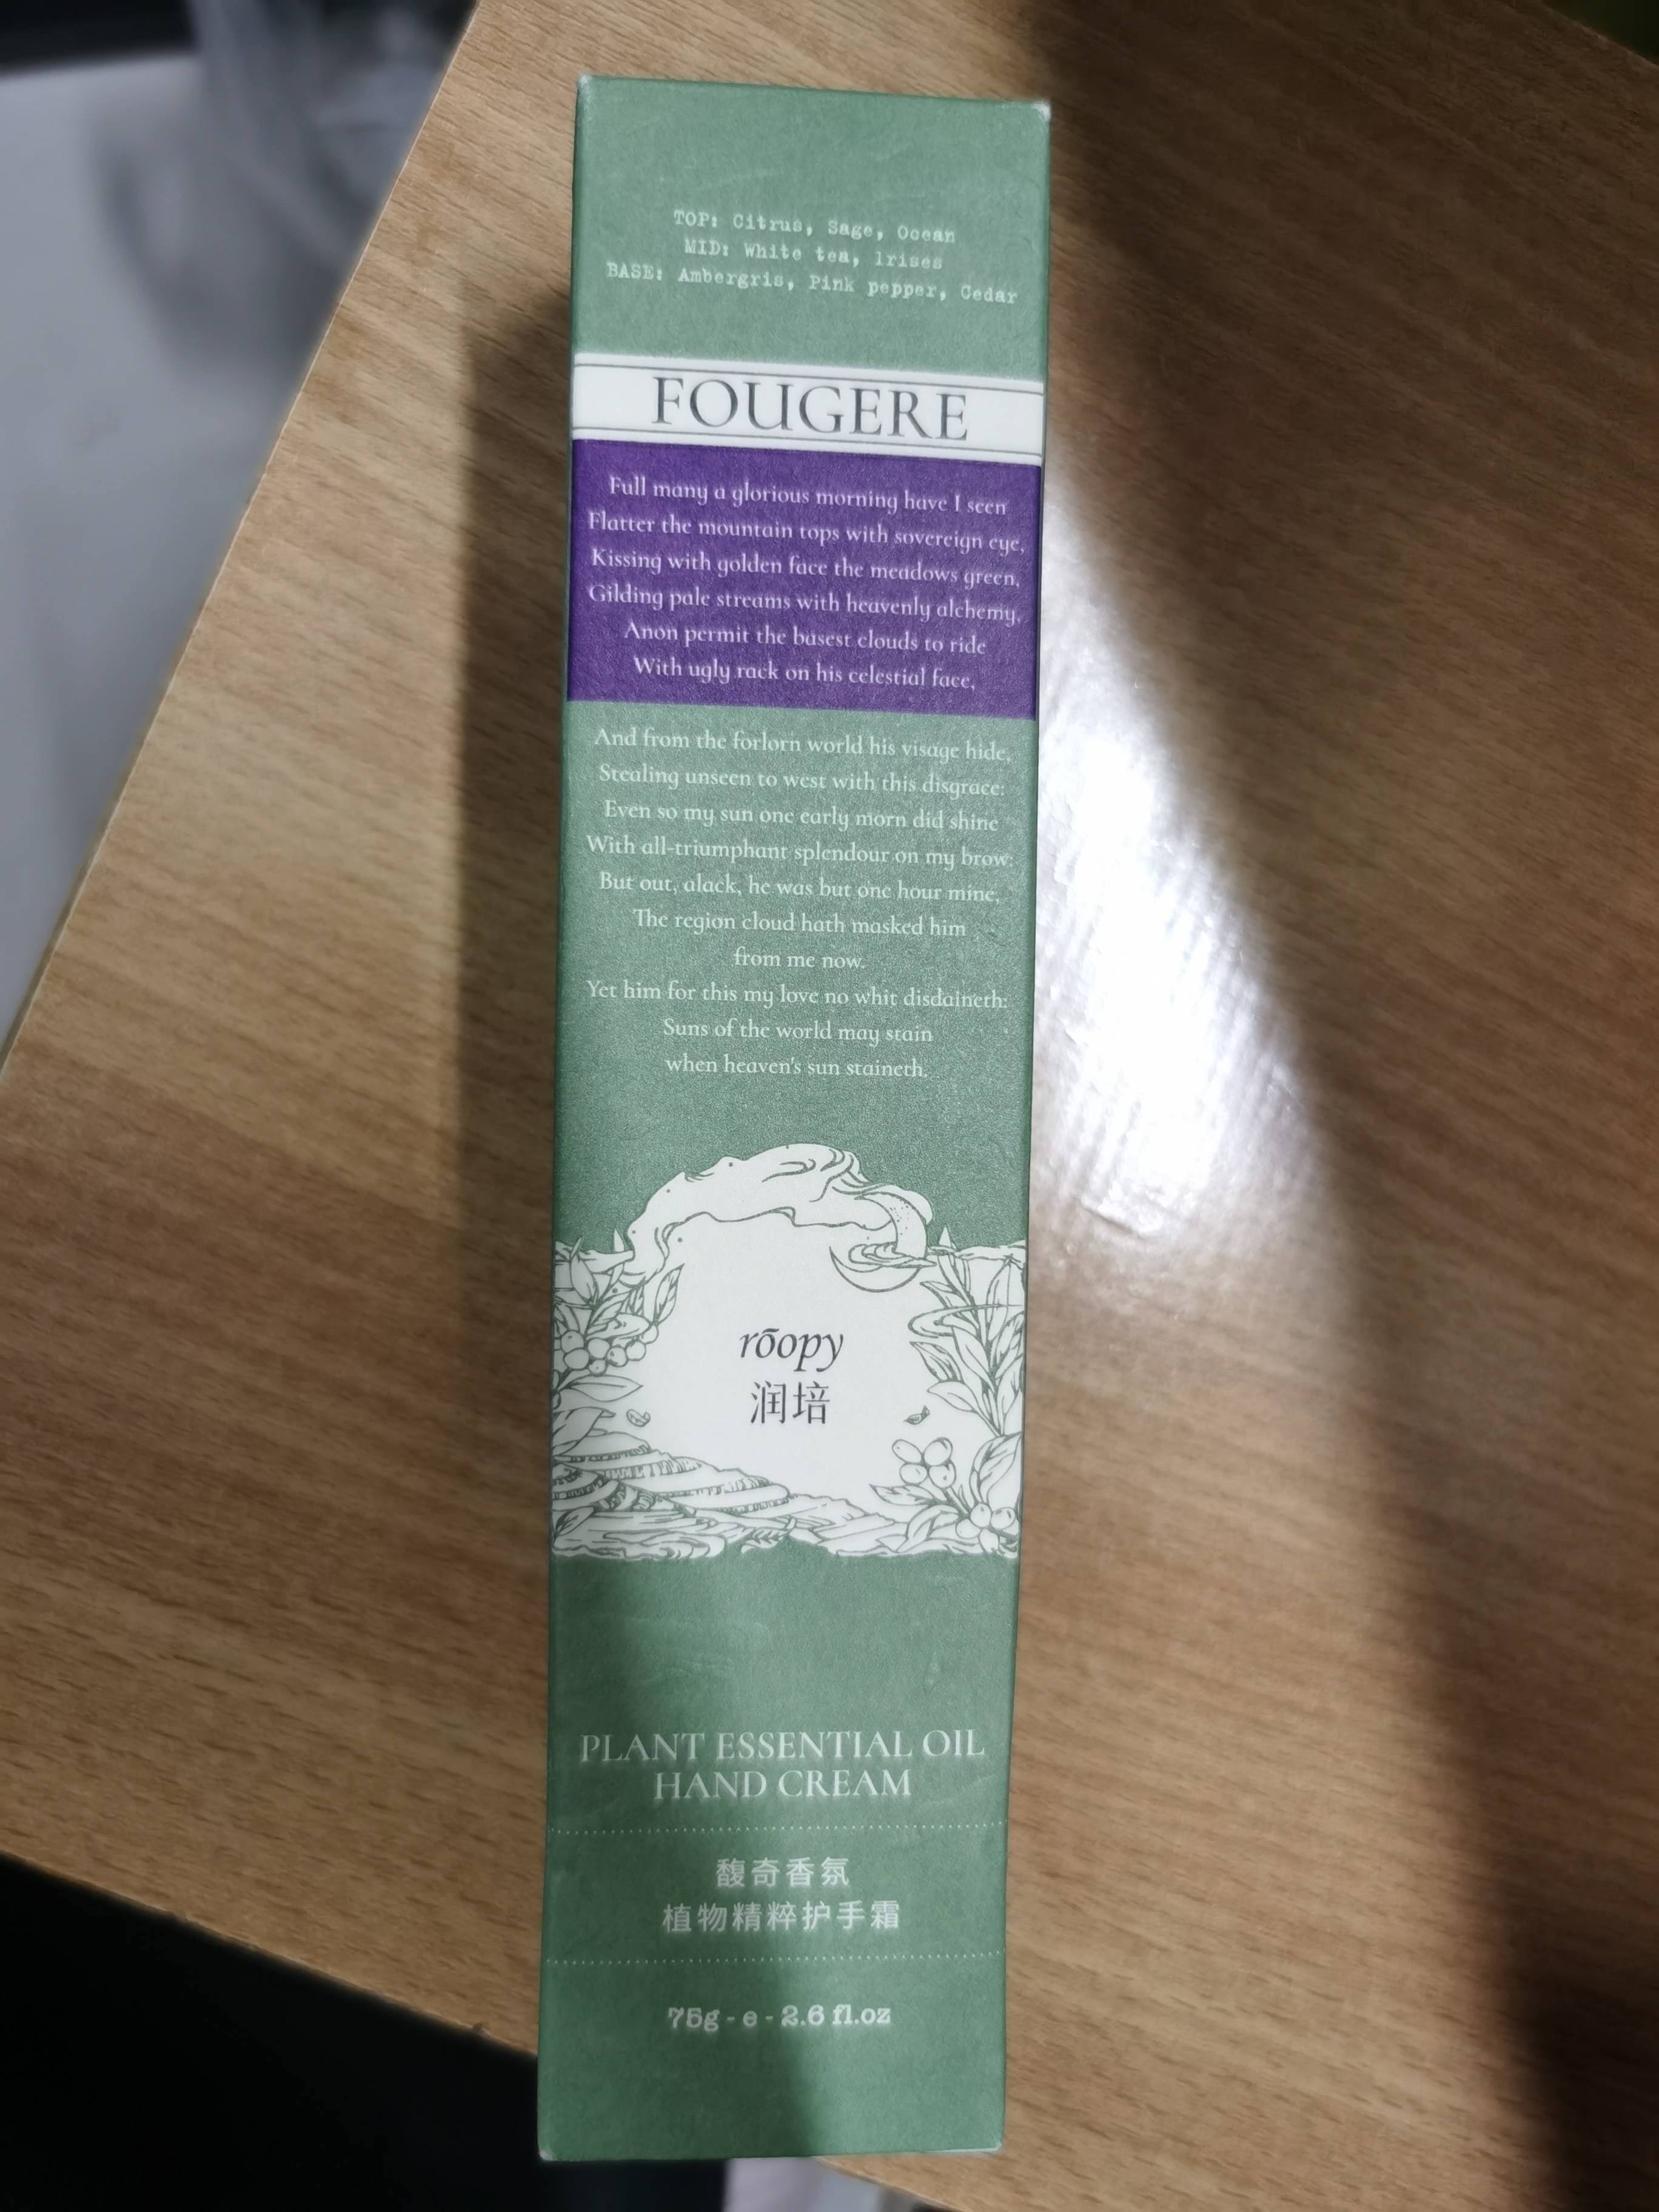 TOP: Citrus, Sage, Ocean
MID: White tea, lrises
BASE: Ambergris, Pink pepper, Cedar
FOUGERE
Full many a glorious morning have I seen
Flatter the mountain tops with sovereign eye,
Kissing with golden face the meadows green,
Gilding pale streams with heavenly alchemy,
Anon permit the basest clouds to ride
With ugly rack on his celestial face,
And from the forlorn world his visage hide,
Stealing unseen to west with this disgrace:
Even so my sun one early morn did shine
With all-triumphant splendour on my brow:
But out, alack, he was but one hour mine,
The region cloud hath masked him
from me now.
Yet him for this my love no whit disdaineth:
Suns of the world may stain
when heaven's sun staineth.
rōopy
润培
PLANT ESSENTIAL OIL
HAND CREAM
馥奇香氛
植物精粹护手霜
75g - e - 2.6 fl.oz